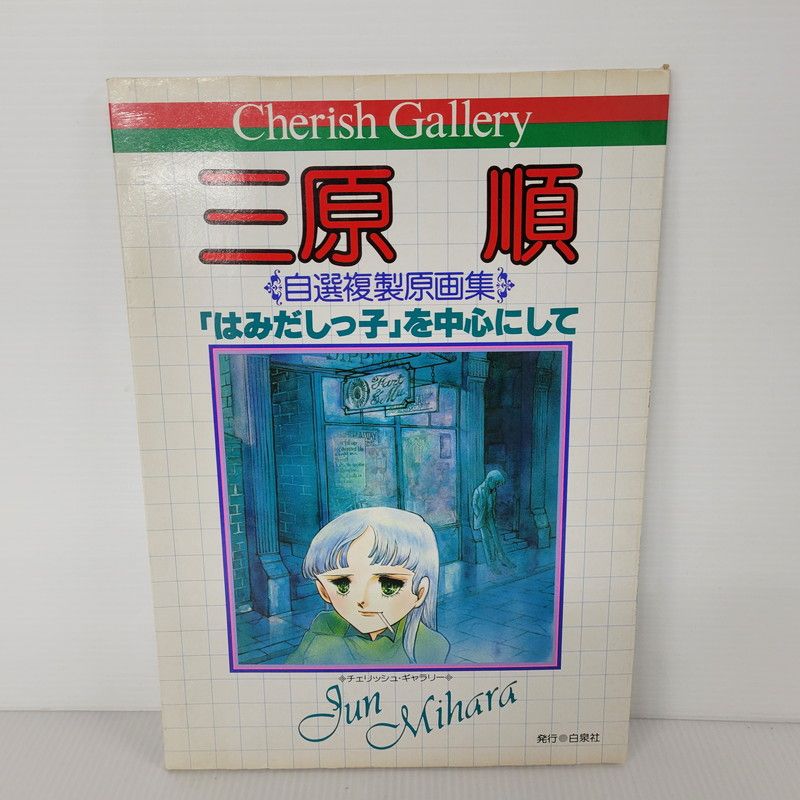 Cherish Gallery
三原 順
自選複製原画集
「はみだしっ子」を中心にして
チェリッシュ・ギャラリー
Jun Mihara
発行●白泉社